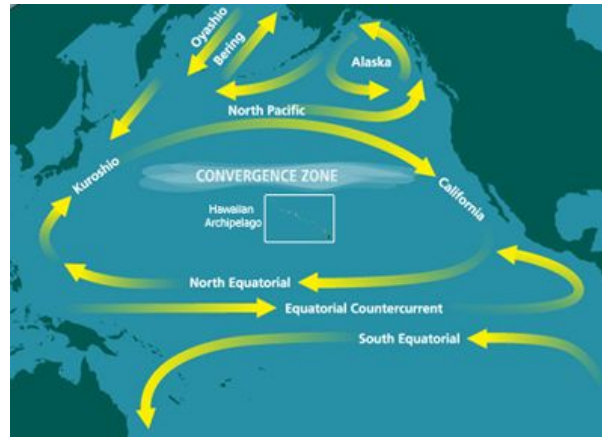 Oyashio
Bering
Alaska
North Pacific
Kuroshio
CONVERGENCE ZONE
California
Hawaiian
Archipelago
North Equatorial
Equatorial Countercurrent
South Equatorial